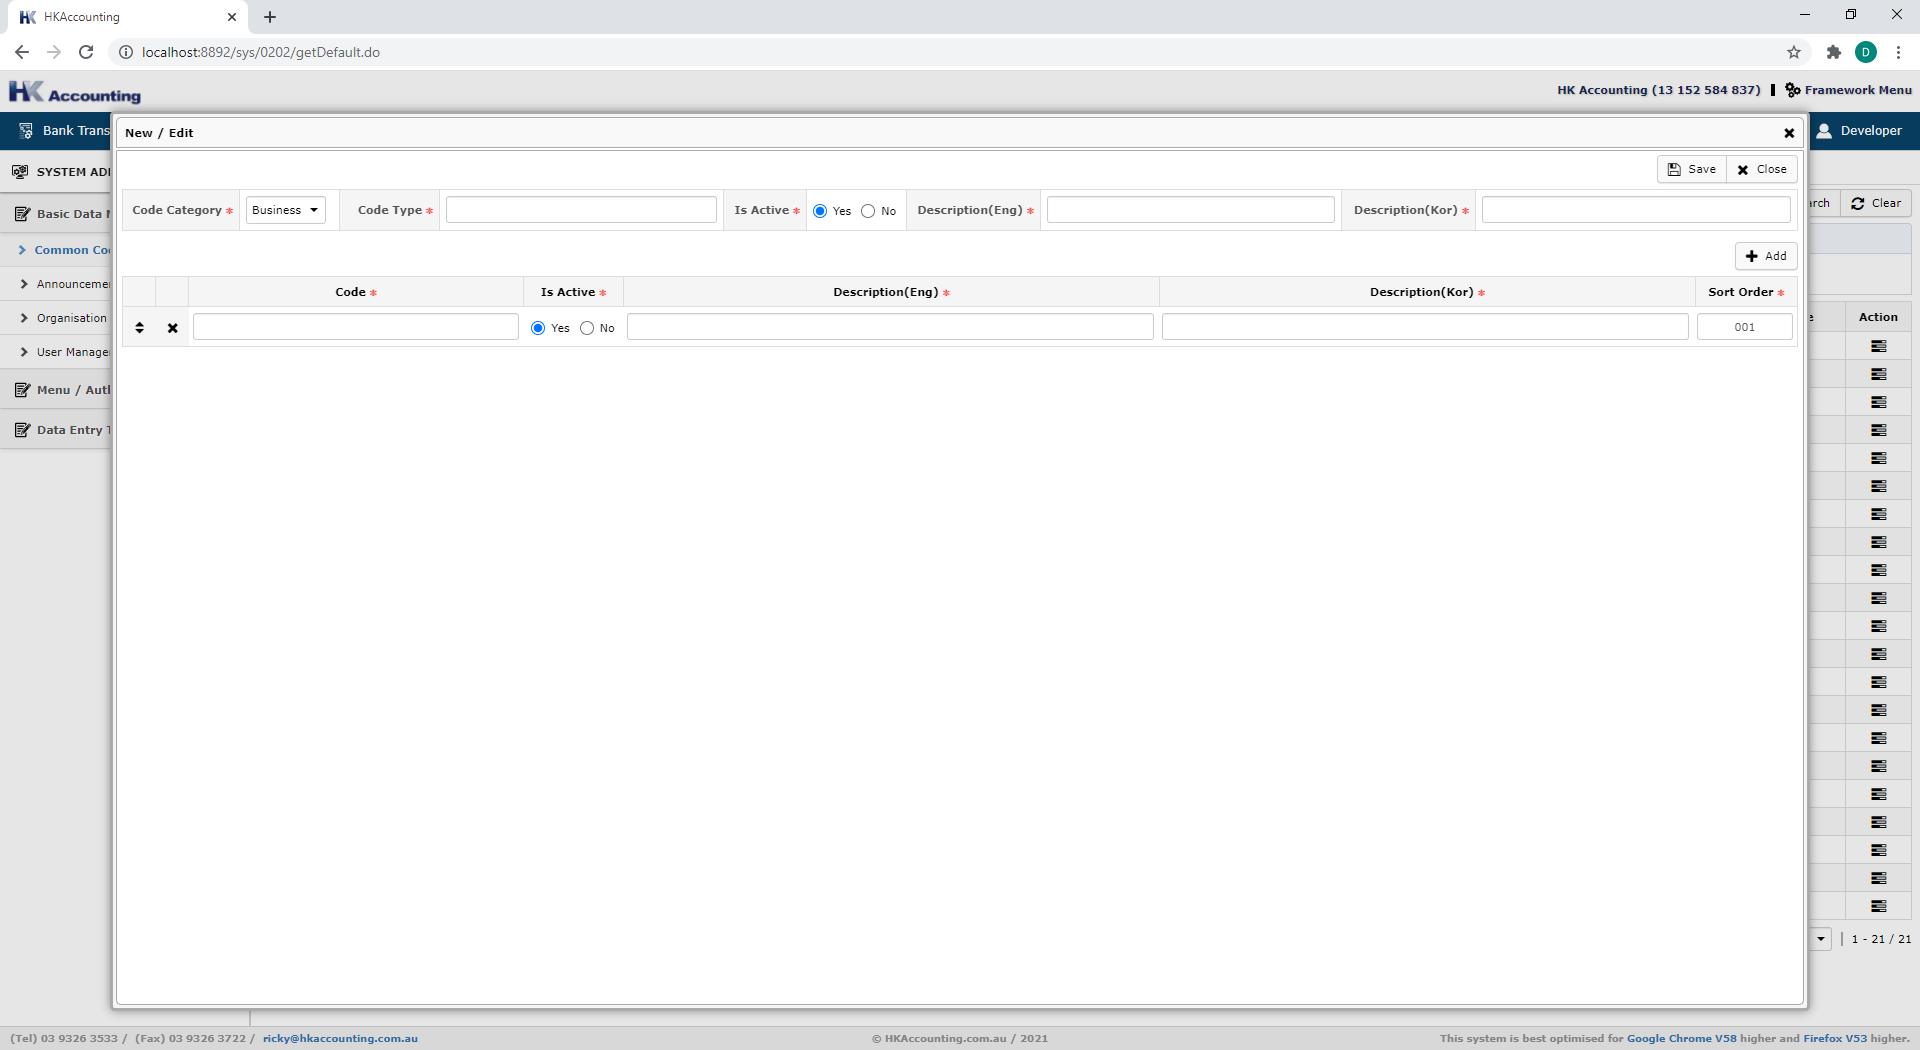 HKAccounting
localhost:8892/sys/0202/getDefault.do
D
HK Accounting
HK Accounting (13 152 584 837) | Framework Menu
Bank Trans
Developer
New / Edit
SYSTEM ADI
Save Close
Basic Data
Code Category * Business Code Type * Is Active * Yes No Description(Eng) * Description(Kor) *
rch Clear
Common Co
Add
Announceme
Code * Is Active * Description(Eng) * Description(Kor) * Sort Order *
Organisation
e Action
Yes No 001
User Manage
Menu / Aut
Data Entry
1 - 21 / 21
(Tel) 03 9326 3533 / (Fax) 03 9326 3722 / ricky@hkaccounting.com.au
© HKAccounting.com.au / 2021
This system is best optimised for Google Chrome V58 higher and Firefox V53 higher.